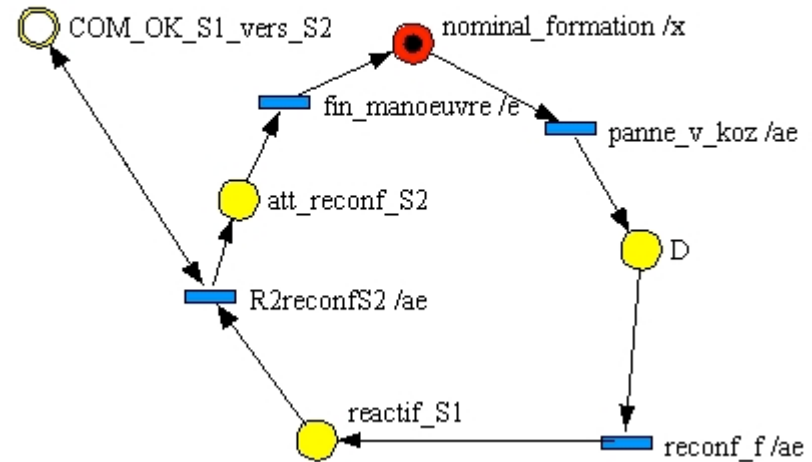 COM_OK_S1_vers_S2
nominal_formation /x
fin_manoeuvre /e
panne_v_koz /ae
att_reconf_S2
D
R2reconfS2 /ae
reactif_S1
reconf_f /ae